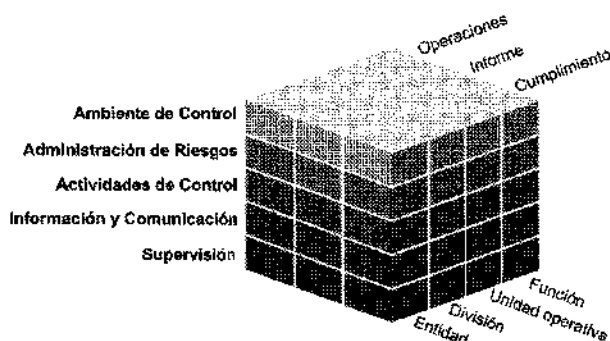 Operaciones
Informe
Cumplimiento
Ambiente de Control
Administración de Riesgos
Actividades de Control
Información y Comunicación
Supervisión
Función
Unidad operativa
División
Entidad